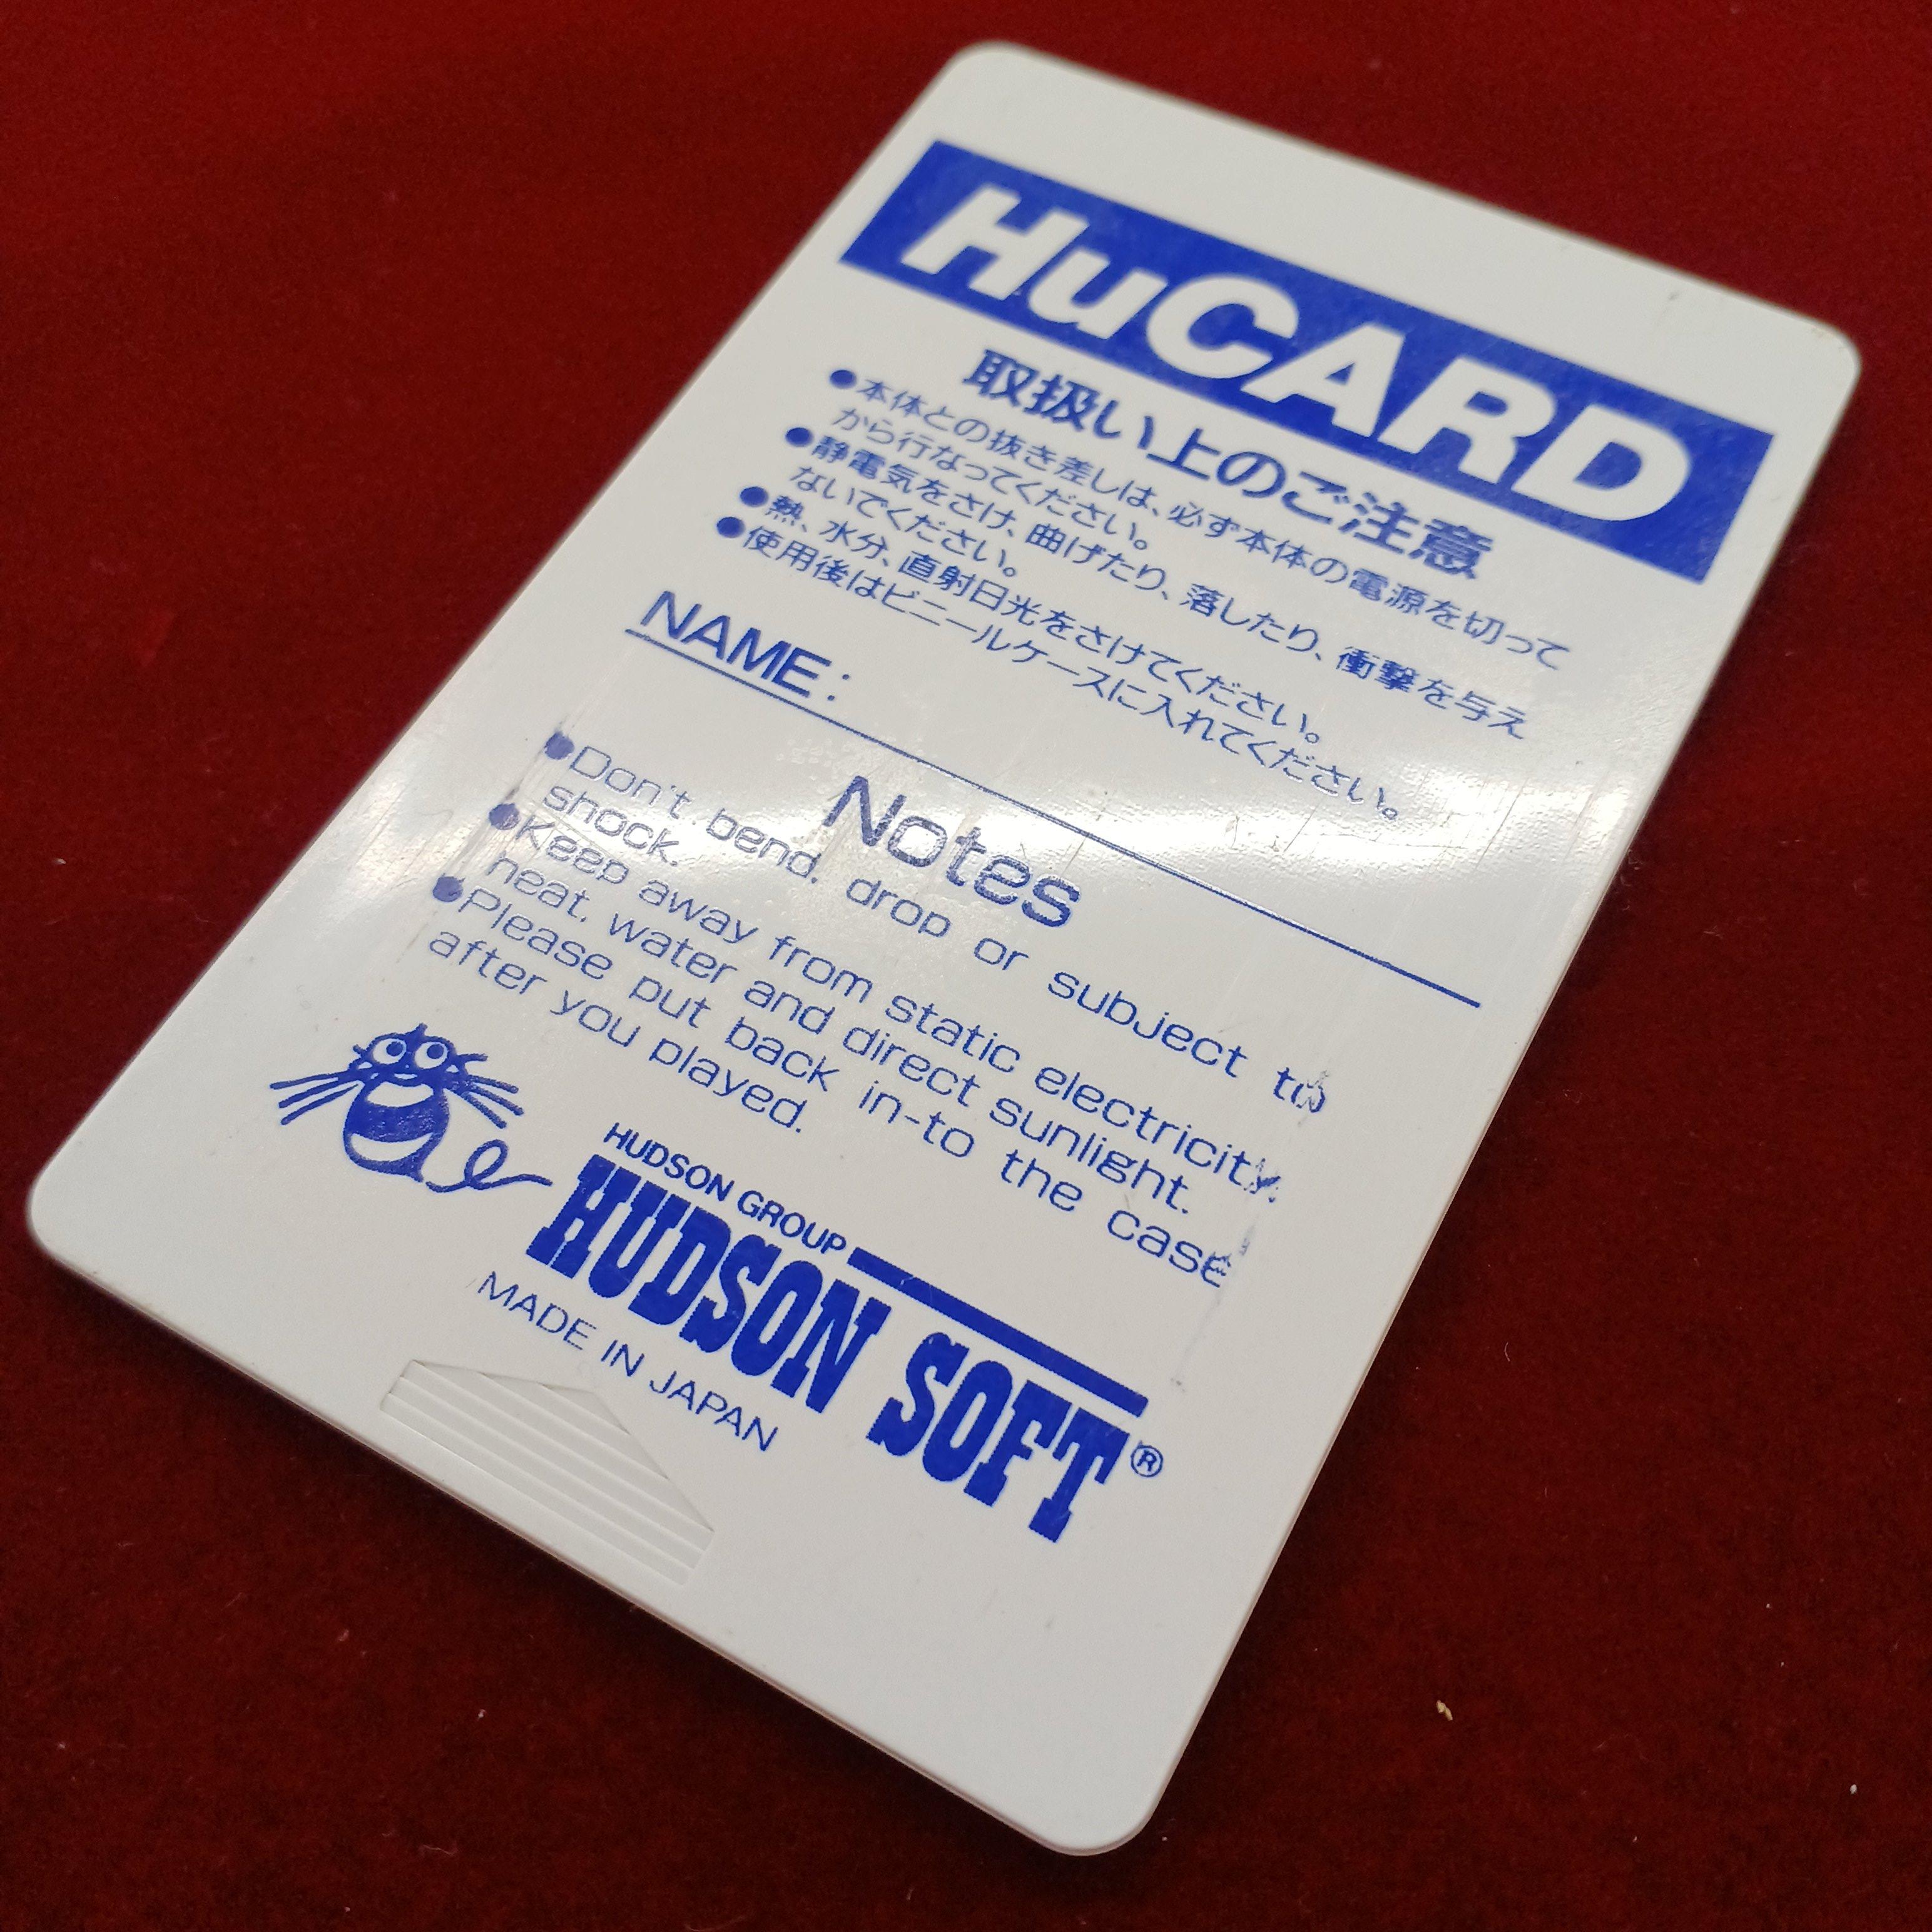 HuCARD
取扱い上のご注意
●本体との抜き差しは、必ず本体の電源を切って
から行なってください。
●静電気をさけ、曲げたり、落したり、衝撃を与え
ないでください。
●熱、水分、直射日光をさけてください。
●使用後はビニールケースに入れてください。
NAME:
Notes
●Don't bend, drop or subject to
shock.
●Keep away from static electricity,
heat, water and direct sunlight.
●Please put back in-to the case
after you played.
HUDSON GROUP
HUDSON SOFT®
MADE IN JAPAN